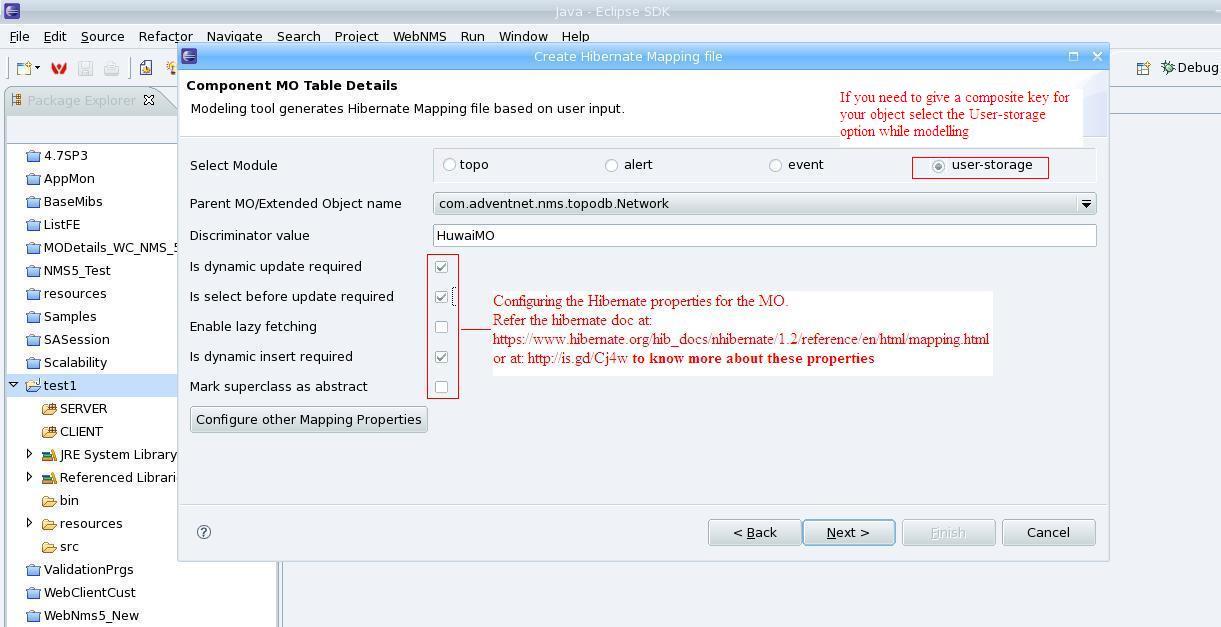 Java - Eclipse SDK
File Edit Source Refactor Navigate Search Project WebNMS Run Window Help
Debug
Package Explorer
4.7SP3
AppMon
BaseMibs
ListFE
MODetails_WC_NMS_5
NMS5_Test
resources
Samples
SASession
Scalability
test1
SERVER
CLIENT
JRE System Library
Referenced Librari
bin
resources
src
ValidationPrgs
WebClientCust
WebNms5_New
Create Hibernate Mapping file
Component MO Table Details
Modeling tool generates Hibernate Mapping file based on user input.
If you need to give a composite key for
your object select the User-storage
option while modelling
Select Module topo alert event user-storage
Parent MO/Extended Object name com.adventnet.nms.topodb.Network
Discriminator value HuwaiMO
Is dynamic update required
Is select before update required
Enable lazy fetching
Is dynamic insert required
Mark superclass as abstract
Configuring the Hibernate properties for the MO.
Refer the hibernate doc at:
https://www.hibernate.org/hib_docs/nhibernate/1.2/reference/en/html/mapping.html
or at: http://is.gd/Cj4w to know more about these properties
Configure other Mapping Properties
< Back Next > Finish Cancel